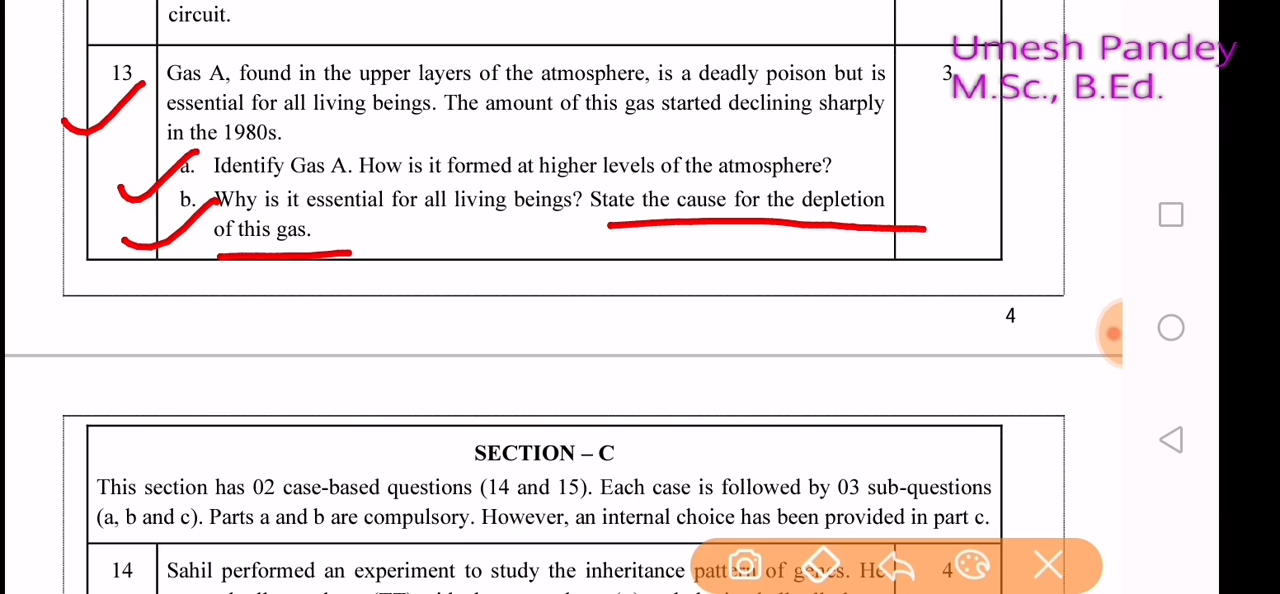 circuit.
Umesh Pandey
M.Sc., B.Ed.
13 Gas A, found in the upper layers of the atmosphere, is a deadly poison but is 3
essential for all living beings. The amount of this gas started declining sharply
in the 1980s.
a. Identify Gas A. How is it formed at higher levels of the atmosphere?
b. Why is it essential for all living beings? State the cause for the depletion
of this gas.
4
SECTION – C
This section has 02 case-based questions (14 and 15). Each case is followed by 03 sub-questions
(a, b and c). Parts a and b are compulsory. However, an internal choice has been provided in part c.
14 Sahil performed an experiment to study the inheritance pattern of genes. He 4